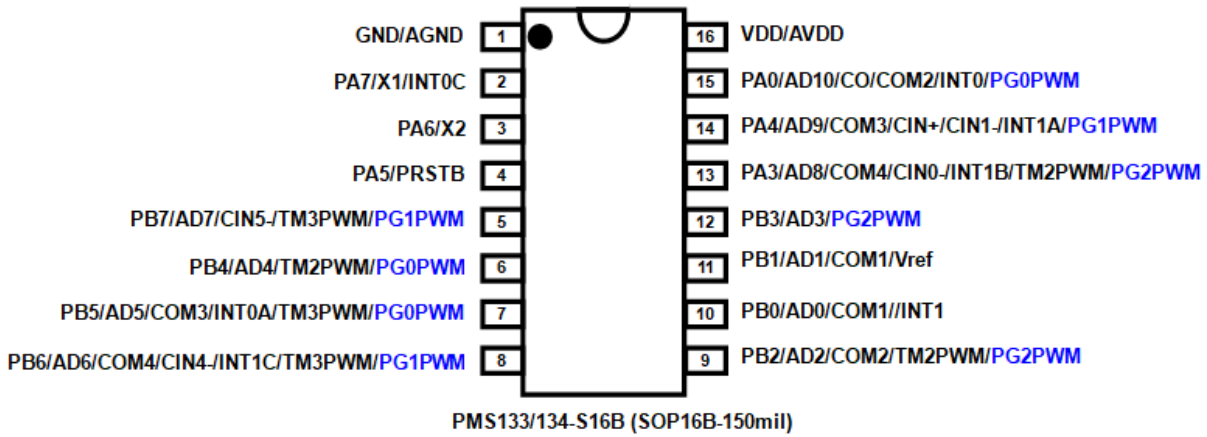 GND/AGND 1
16 VDD/AVDD
PA7/X1/INT0C 2
15 PA0/AD10/CO/COM2/INT0/PG0PWM
PA6/X2 3
14 PA4/AD9/COM3/CIN+/CIN1-/INT1A/PG1PWM
PA5/PRSTB 4
13 PA3/AD8/COM4/CIN0-/INT1B/TM2PWM/PG2PWM
PB7/AD7/CIN5-/TM3PWM/PG1PWM 5
12 PB3/AD3/PG2PWM
PB4/AD4/TM2PWM/PG0PWM 6
11 PB1/AD1/COM1/Vref
PB5/AD5/COM3/INT0A/TM3PWM/PG0PWM 7
10 PB0/AD0/COM1//INT1
PB6/AD6/COM4/CIN4-/INT1C/TM3PWM/PG1PWM 8
9 PB2/AD2/COM2/TM2PWM/PG2PWM
PMS133/134-S16B (SOP16B-150mil)